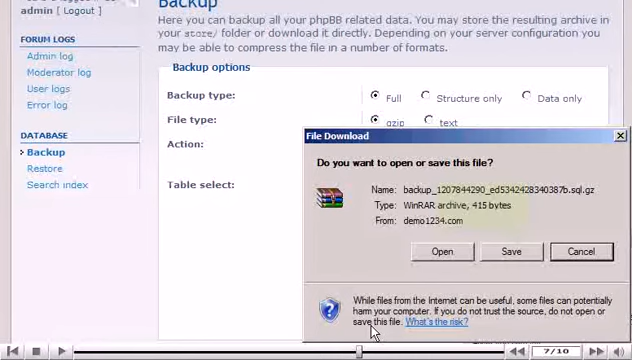 Backup
admin [ Logout ]
Here you can backup all your phpBB related data. You may store the resulting archive in
your store/ folder or download it directly. Depending on your server configuration you
may be able to compress the file in a number of formats.
FORUM LOGS
Admin log
Moderator log
User logs
Error log
DATABASE
Backup
Restore
Search index
Backup options
Backup type:
Full
Structure only
Data only
File type:
gzip
text
Action:
Table select:
File Download
Do you want to open or save this file?
Name: backup_1207844290_ed5342428340387b.sql.gz
Type: WinRAR archive, 415 bytes
From: demo1234.com
Open
Save
Cancel
While files from the Internet can be useful, some files can potentially
harm your computer. If you do not trust the source, do not open or
save this file. What's the risk?
7/10